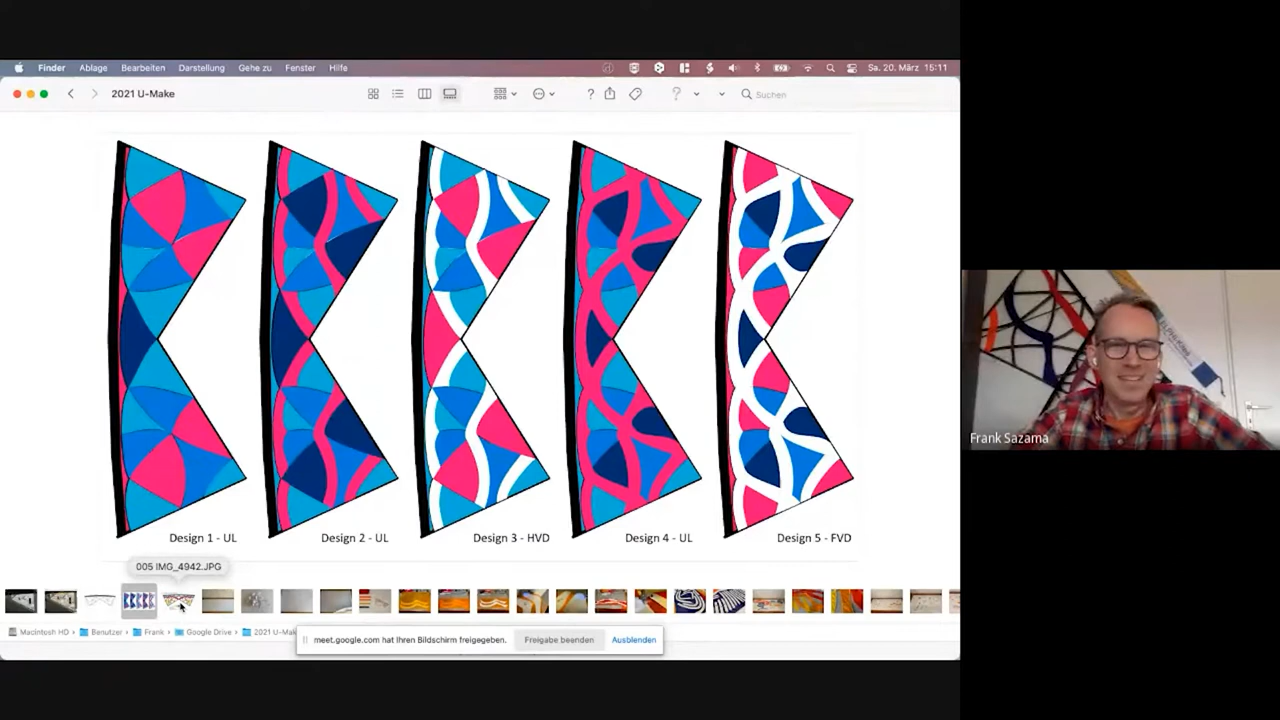 Finder Ablage Bearbeiten Darstellung Gehe zu Fenster Hilfe Sa. 20. März 15:11
2021 U-Make ? ? Suchen
Design 1 - UL Design 2 - UL Design 3 - HVD Design 4 - UL Design 5 - FVD
Frank Sazama
005 IMG_4942.JPG
Macintosh HD Benutzer Frank Google Drive 2021 U-Mak
meet.google.com hat Ihren Bildschirm freigegeben. Freigabe beenden Ausblenden